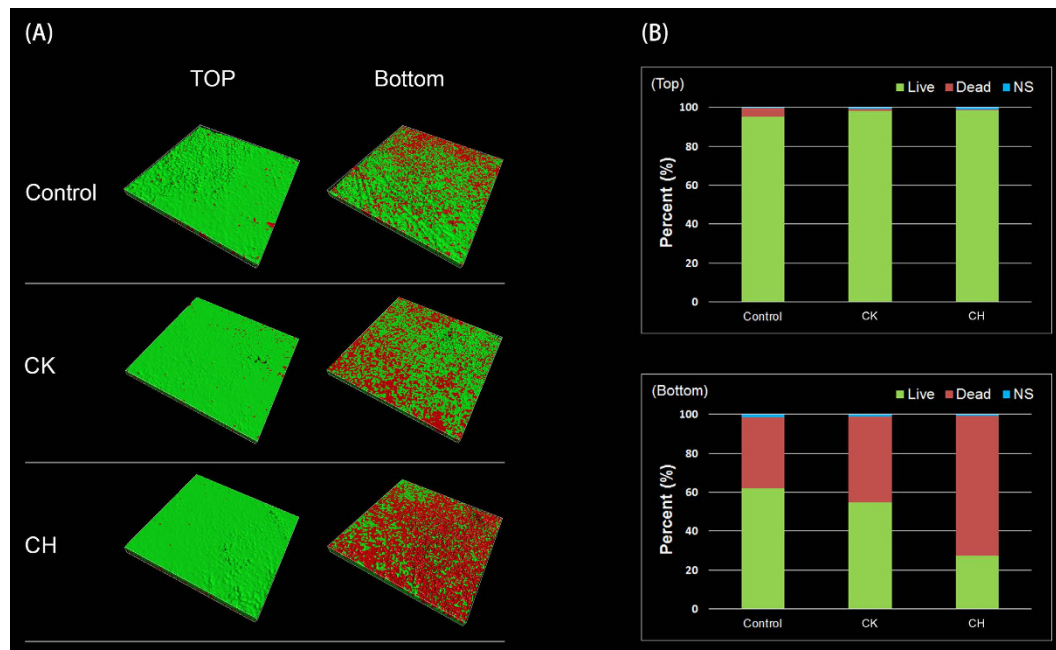 (A)
TOP Bottom
Control
CK
CH
(B)
(Top) Live Dead NS
Percent (%)
100
80
60
40
20
0
Control CK CH
(Bottom) Live Dead NS
Percent (%)
100
80
60
40
20
0
Control CK CH